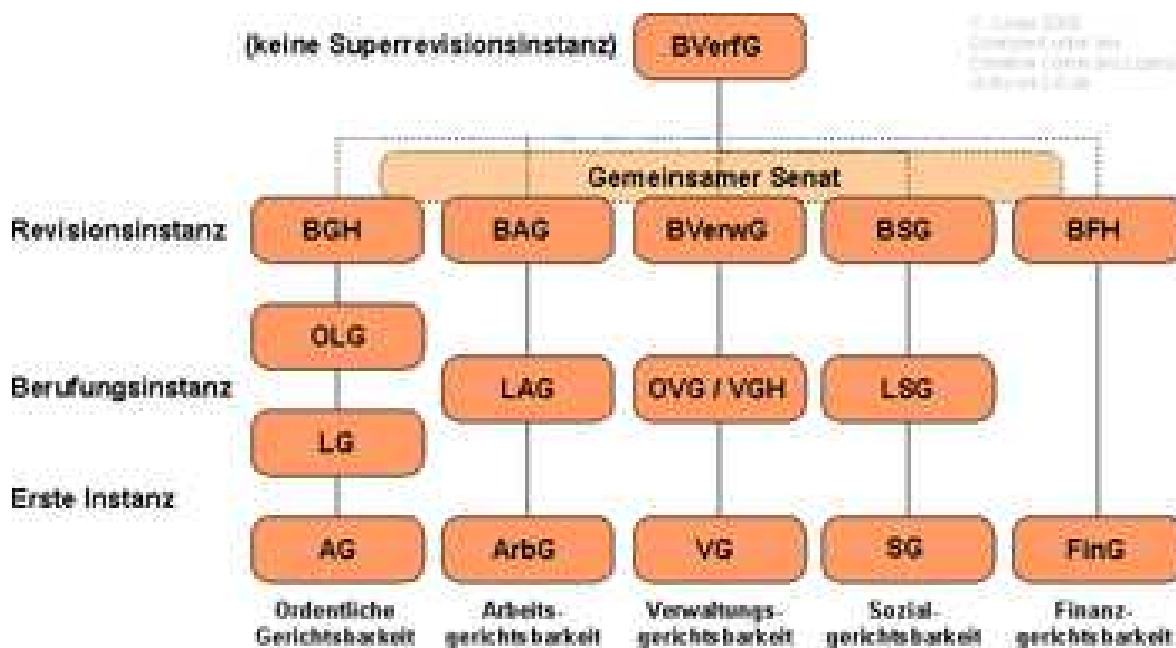 (keine Superrevisionsinstanz) BVerfG
Gemeinsamer Senat
Revisionsinstanz BGH BAG BVerwG BSG BFH
OLG
Berufungsinstanz LAG OVG / VGH LSG
LG
Erste Instanz
AG ArbG VG SG FinG
Ordentliche Arbeits- Verwaltungs- Sozial- Finanz-
Gerichtsbarkeit gerichtsbarkeit gerichtsbarkeit gerichtsbarkeit gerichtsbarkeit